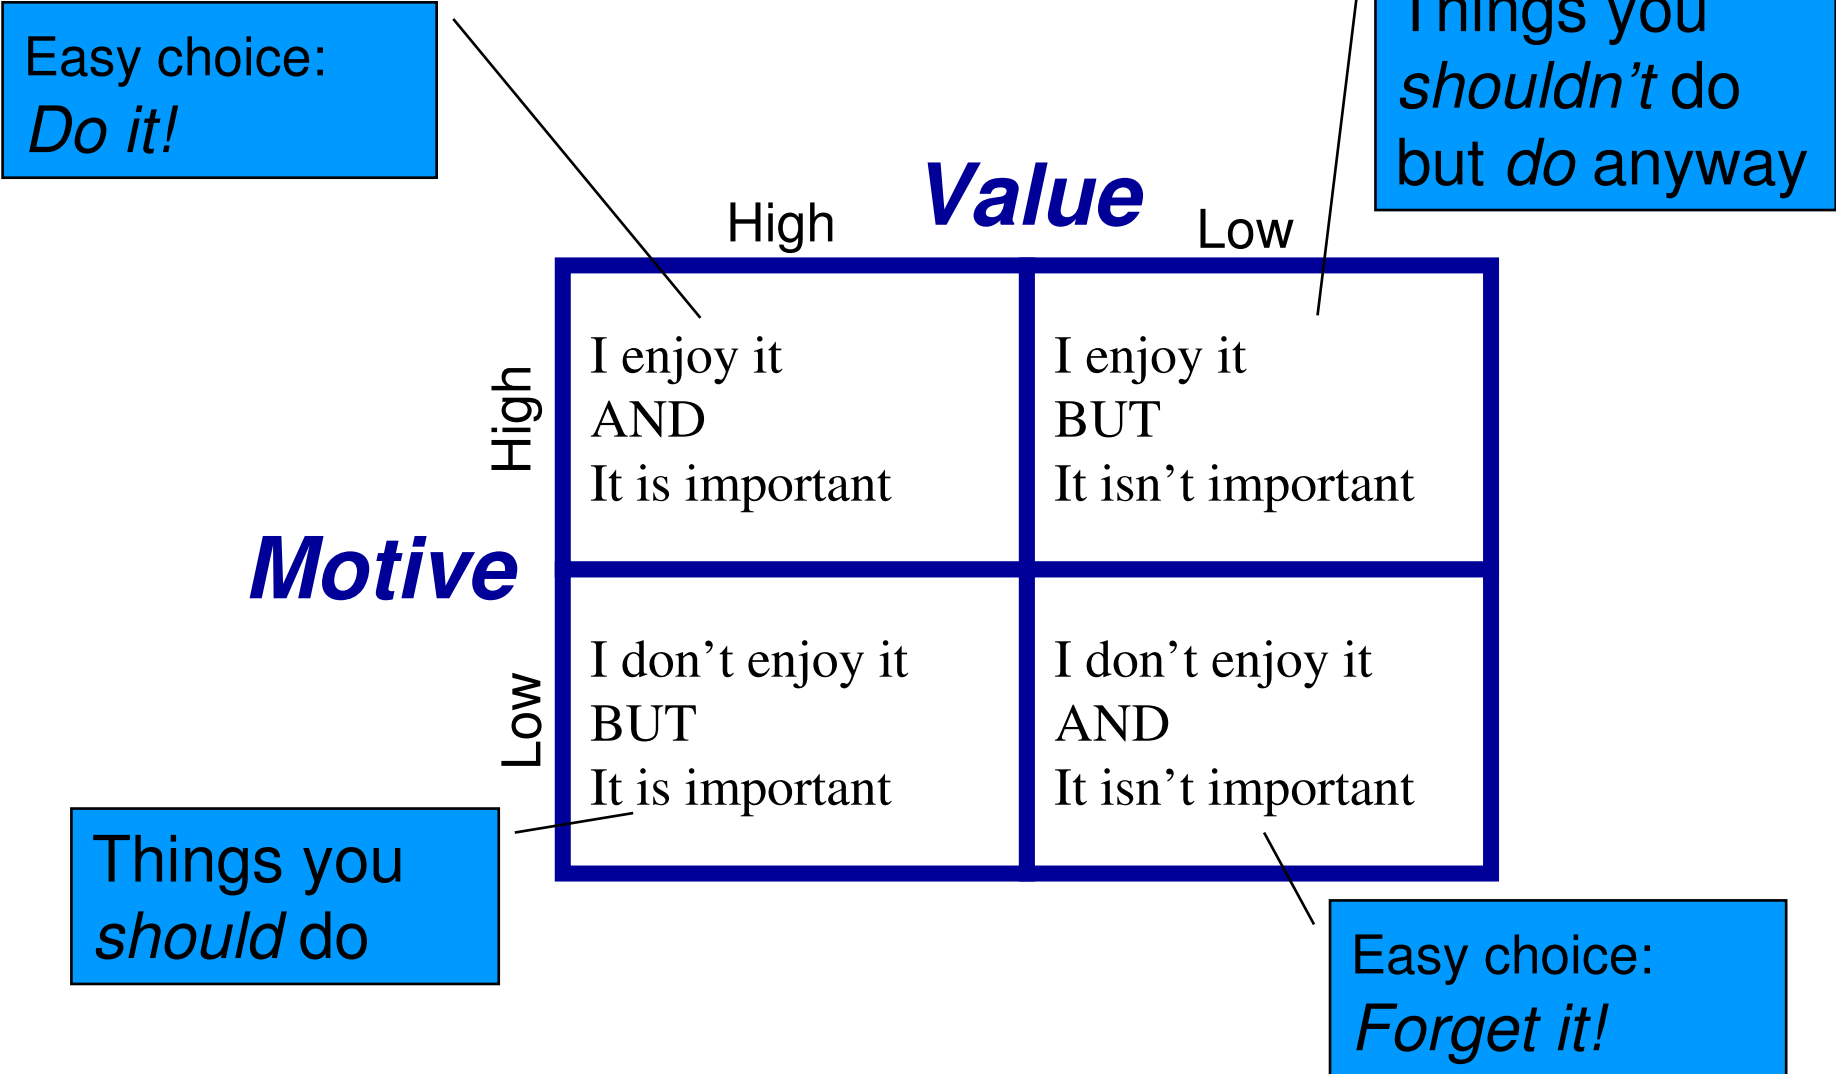 Easy choice:
Do it!
Things you
shouldn't do
but do anyway
Value
High
Low
High
I enjoy it
AND
It is important
I enjoy it
BUT
It isn't important
Motive
Low
I don't enjoy it
BUT
It is important
I don't enjoy it
AND
It isn't important
Things you
should do
Easy choice:
Forget it!